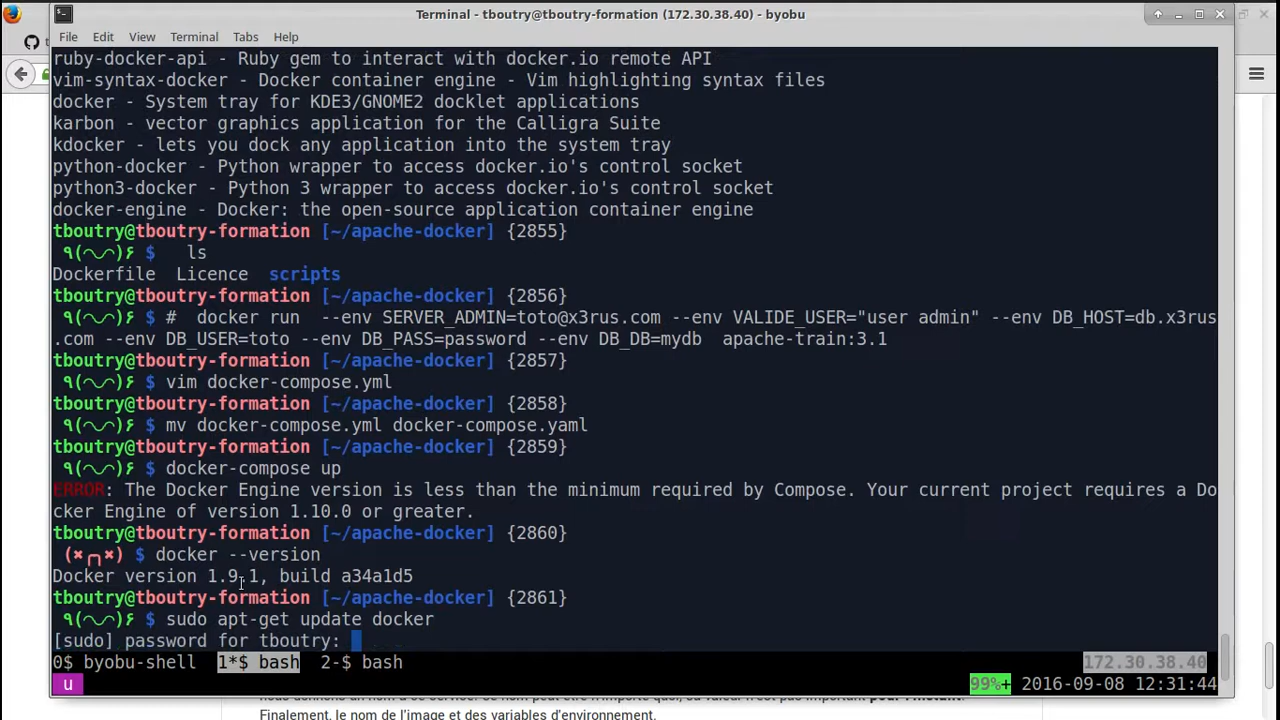 Terminal - tboutry@tboutry-formation (172.30.38.40) - byobu
File Edit View Terminal Tabs Help
ruby-docker-api - Ruby gem to interact with docker.io remote API
vim-syntax-docker - Docker container engine - Vim highlighting syntax files
docker - System tray for KDE3/GNOME2 docklet applications
karbon - vector graphics application for the Calligra Suite
kdocker - lets you dock any application into the system tray
python-docker - Python wrapper to access docker.io's control socket
python3-docker - Python 3 wrapper to access docker.io's control socket
docker-engine - Docker: the open-source application container engine
tboutry@tboutry-formation [~/apache-docker] {2855}
٩(◠◡◠)۶ $ ls
Dockerfile Licence scripts
tboutry@tboutry-formation [~/apache-docker] {2856}
٩(◠◡◠)۶ $ # docker run --env SERVER_ADMIN=toto@x3rus.com --env VALIDE_USER="user admin" --env DB_HOST=db.x3rus
.com --env DB_USER=toto --env DB_PASS=password --env DB_DB=mydb apache-train:3.1
tboutry@tboutry-formation [~/apache-docker] {2857}
٩(◠◡◠)۶ $ vim docker-compose.yml
tboutry@tboutry-formation [~/apache-docker] {2858}
٩(◠◡◠)۶ $ mv docker-compose.yml docker-compose.yaml
tboutry@tboutry-formation [~/apache-docker] {2859}
٩(◠◡◠)۶ $ docker-compose up
ERROR: The Docker Engine version is less than the minimum required by Compose. Your current project requires a Do
cker Engine of version 1.10.0 or greater.
tboutry@tboutry-formation [~/apache-docker] {2860}
(✖╭╮✖) $ docker --version
Docker version 1.9.1, build a34a1d5
tboutry@tboutry-formation [~/apache-docker] {2861}
٩(◠◡◠)۶ $ sudo apt-get update docker
[sudo] password for tboutry:
0$ byobu-shell 1*$ bash 2-$ bash 172.30.38.40
u 99%+ 2016-09-08 12:31:44
Finalement, le nom de l'image et des variables d'environnement.